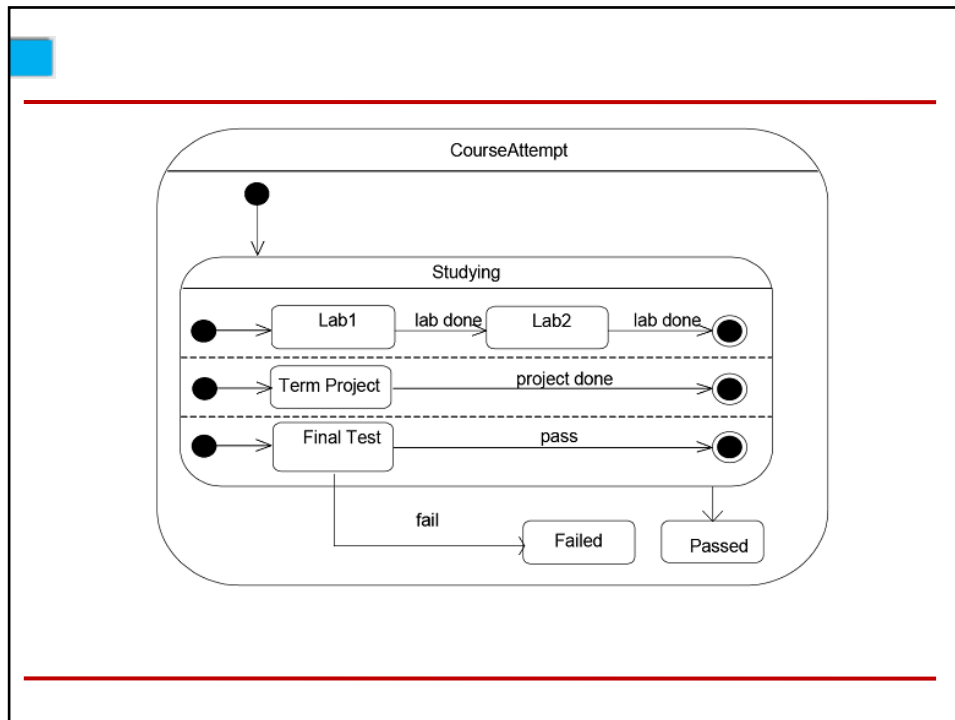 CourseAttempt
Studying
Lab1
lab done
Lab2
lab done
Term Project
project done
Final Test
pass
fail
Failed
Passed